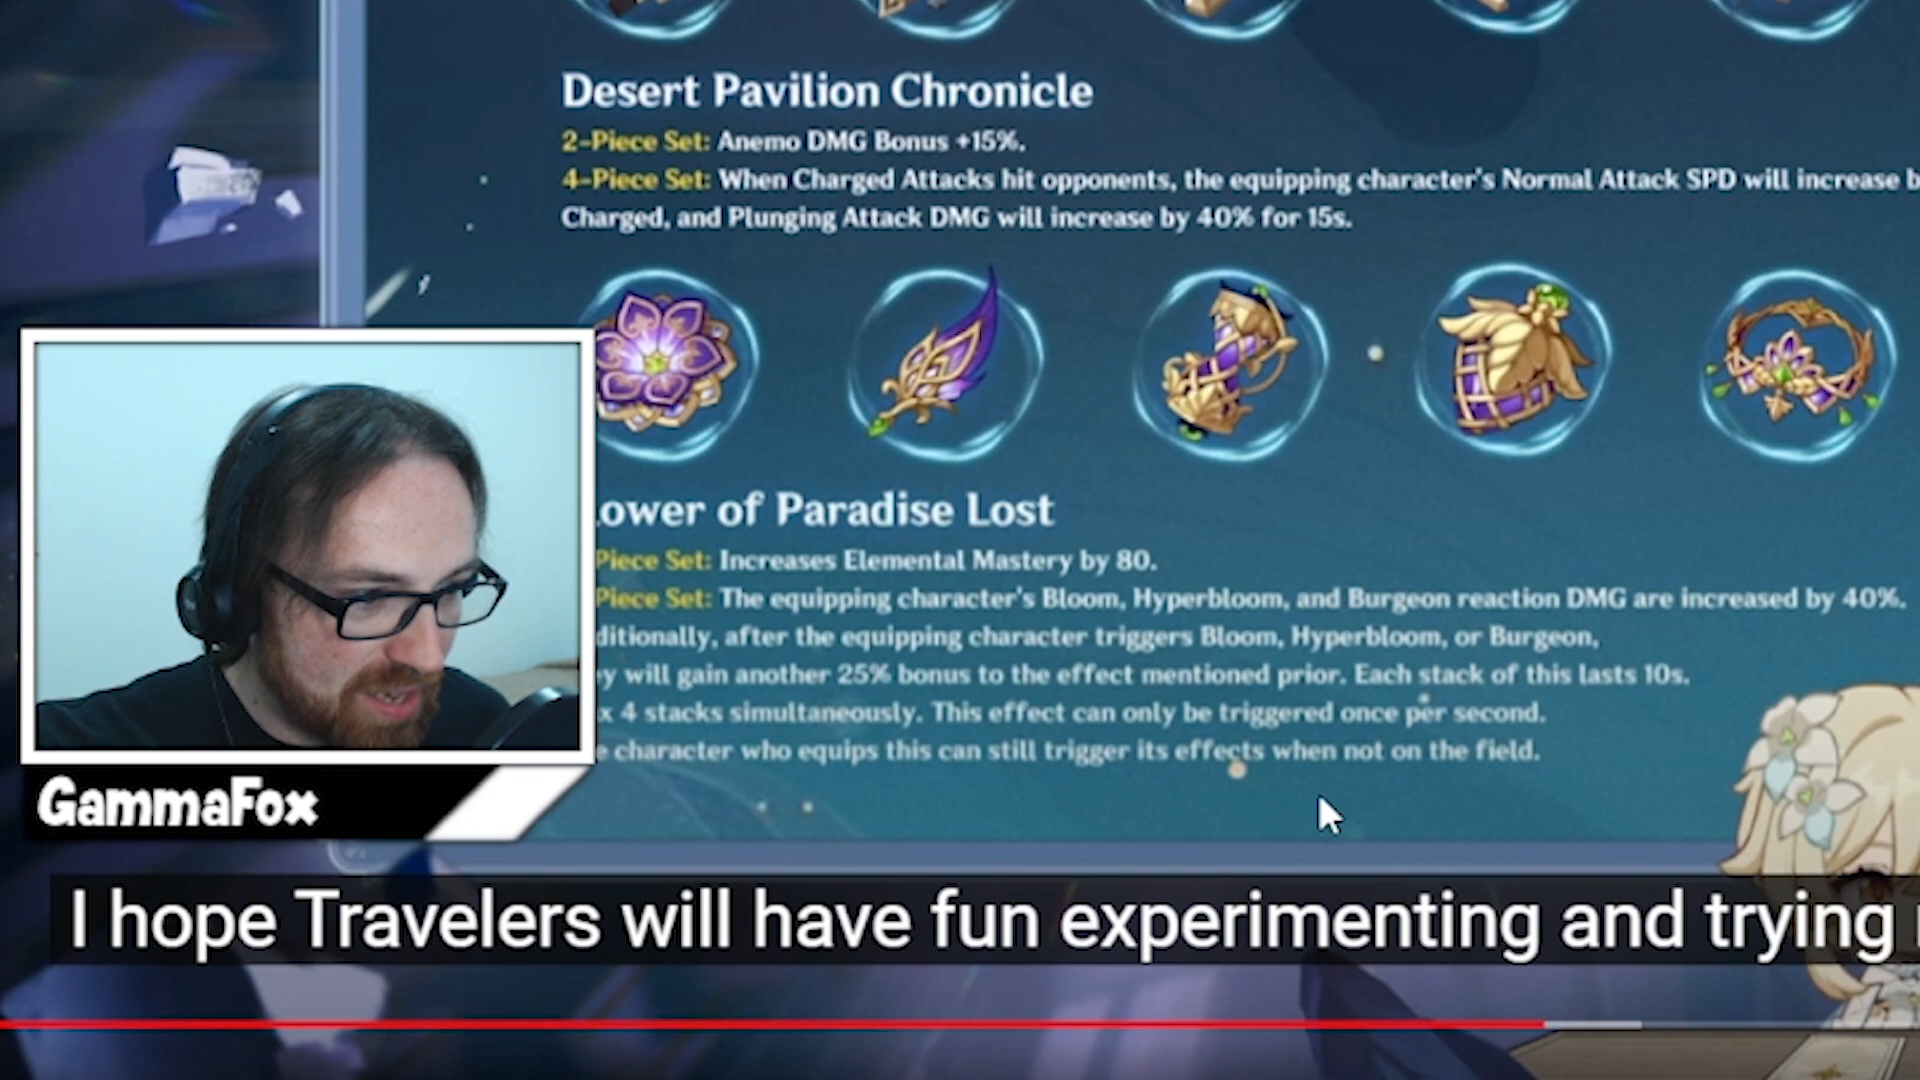 Desert Pavilion Chronicle
2-Piece Set: Anemo DMG Bonus +15%.
4-Piece Set: When Charged Attacks hit opponents, the equipping character's Normal Attack SPD will increase b
Charged, and Plunging Attack DMG will increase by 40% for 15s.
ower of Paradise Lost
Piece Set: Increases Elemental Mastery by 80.
Piece Set: The equipping character's Bloom, Hyperbloom, and Burgeon reaction DMG are increased by 40%.
ditionally, after the equipping character triggers Bloom, Hyperbloom, or Burgeon,
y will gain another 25% bonus to the effect mentioned prior. Each stack of this lasts 10s.
x 4 stacks simultaneously. This effect can only be triggered once per second.
e character who equips this can still trigger its effects when not on the field.
GammaFox
I hope Travelers will have fun experimenting and trying